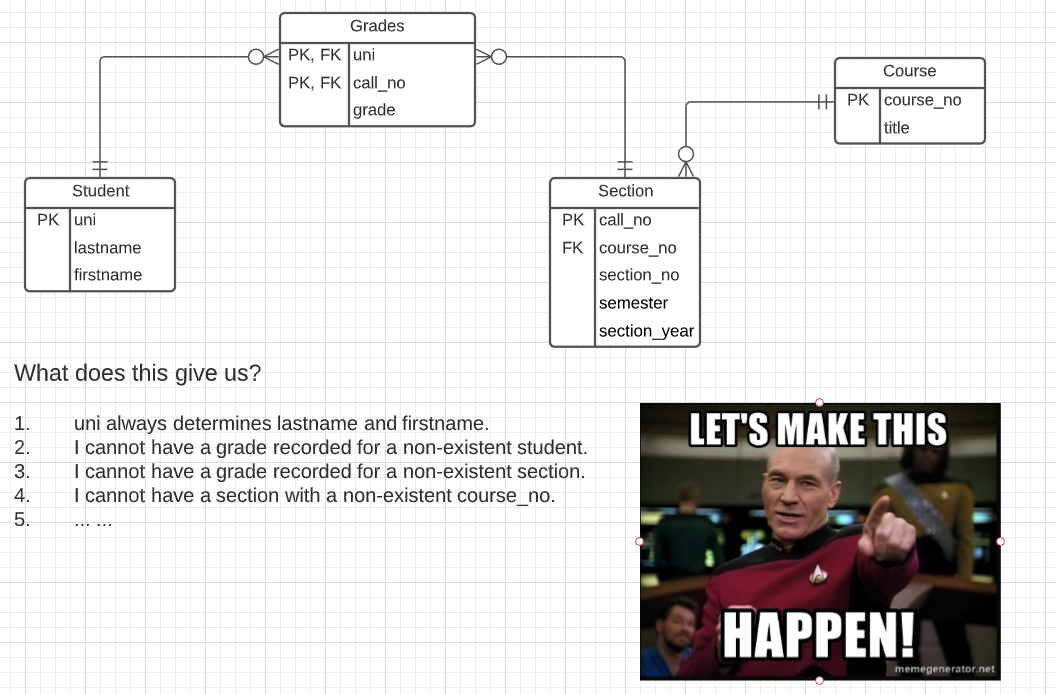 Grades
PK, FK uni
PK, FK call_no
grade
Course
PK course_no
title
Student
PK uni
lastname
firstname
Section
PK call_no
FK course_no
section_no
semester
section_year
What does this give us?
1. uni always determines lastname and firstname.
2. I cannot have a grade recorded for a non-existent student.
3. I cannot have a grade recorded for a non-existent section.
4. I cannot have a section with a non-existent course_no.
5. ... ...
LET'S MAKE THIS
HAPPEN!
memegenerator.net